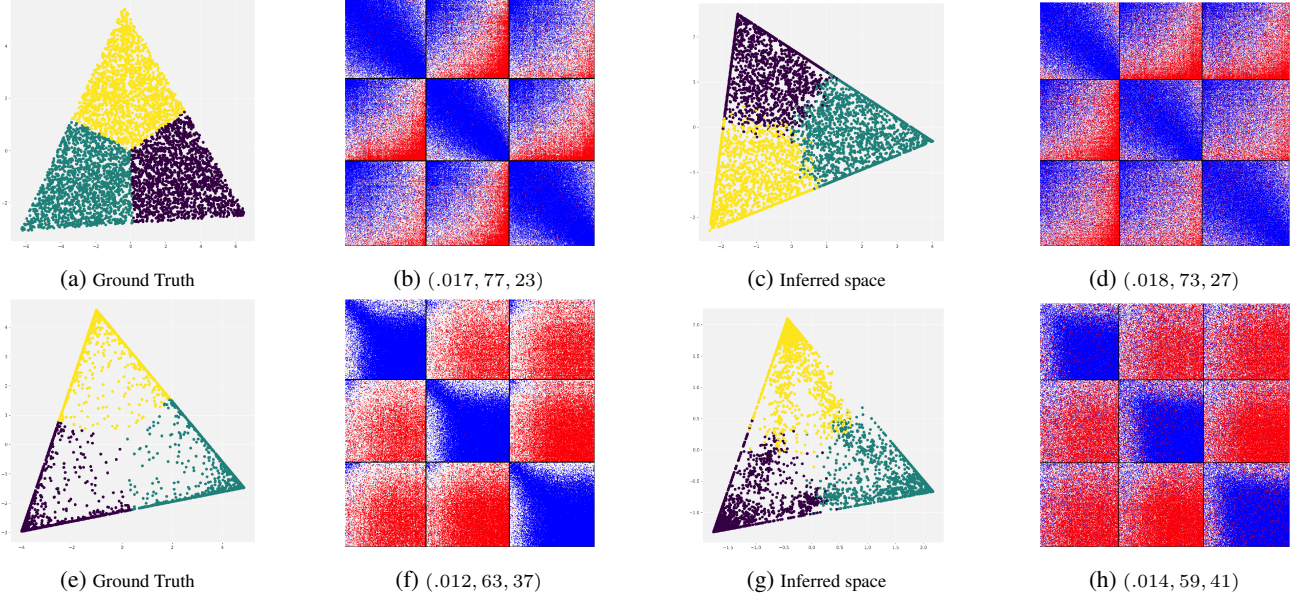 (a) Ground Truth
(b) (.017, 77, 23)
(c) Inferred space
(d) (.018, 73, 27)
(e) Ground Truth
(f) (.012, 63, 37)
(g) Inferred space
(h) (.014, 59, 41)